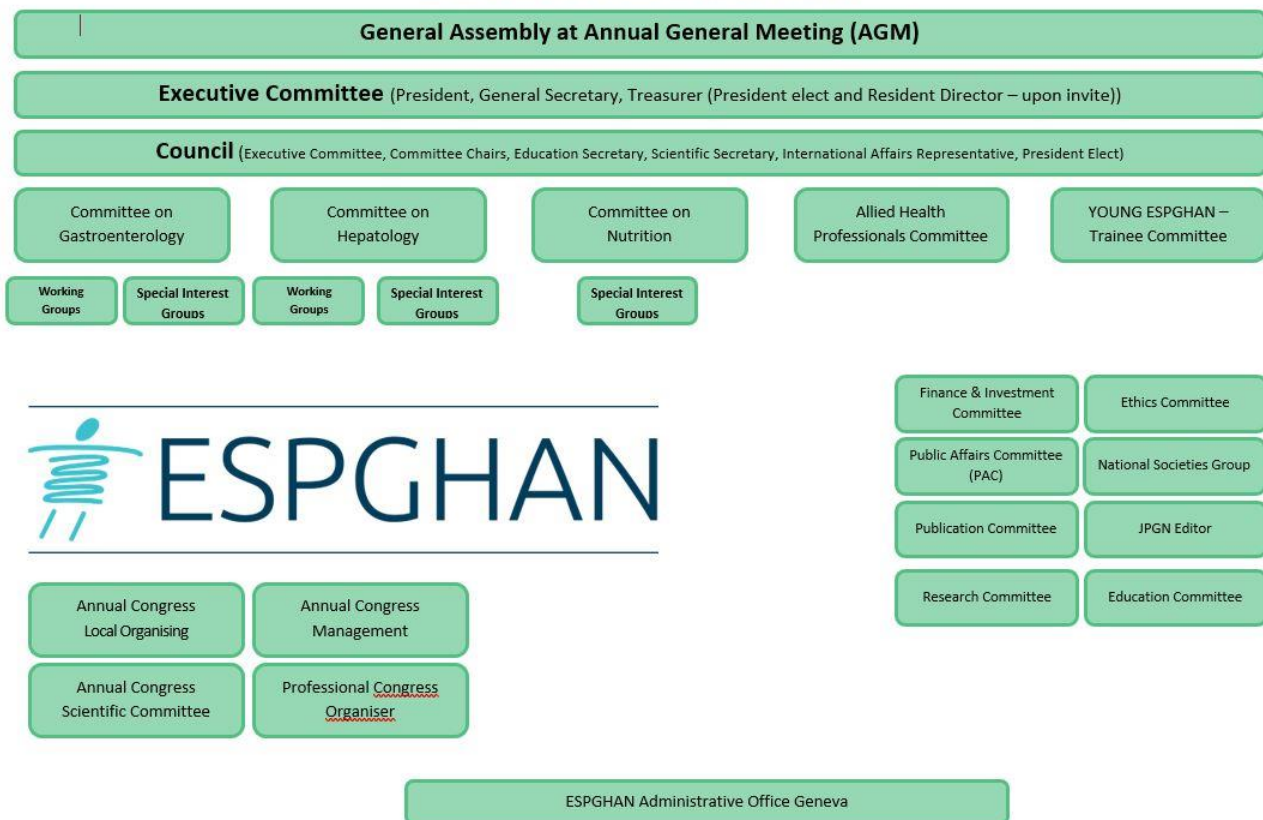 General Assembly at Annual General Meeting (AGM)
Executive Committee (President, General Secretary, Treasurer (President elect and Resident Director – upon invite))
Council (Executive Committee, Committee Chairs, Education Secretary, Scientific Secretary, International Affairs Representative, President Elect)
Committee on
Gastroenterology
Committee on
Hepatology
Committee on
Nutrition
Allied Health
Professionals Committee
YOUNG ESPGHAN –
Trainee Committee
Working
Groups
Special Interest
Groups
Working
Groups
Special Interest
Groups
Special Interest
Groups
ESPGHAN
Finance & Investment
Committee
Ethics Committee
Public Affairs Committee
(PAC)
National Societies Group
Publication Committee
JPGN Editor
Research Committee
Education Committee
Annual Congress
Local Organising
Annual Congress
Management
Annual Congress
Scientific Committee
Professional Congress
Organiser
ESPGHAN Administrative Office Geneva